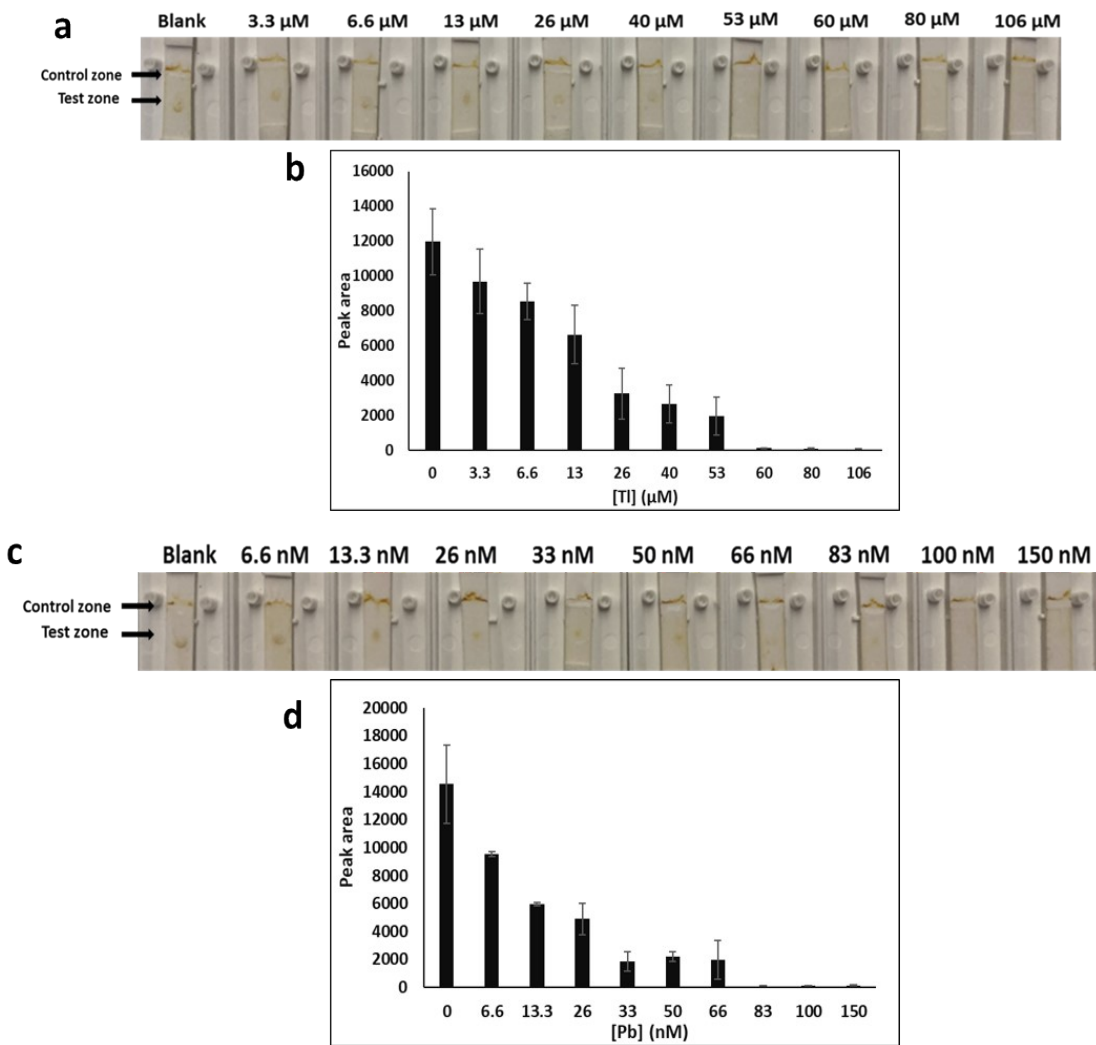 a
Blank 3.3 µM 6.6 µM 13 µM 26 µM 40 µM 53 µM 60 µM 80 µM 106 µM
Control zone
Test zone
b
16000
14000
12000
10000
8000
6000
4000
2000
0
Peak area
0 3.3 6.6 13 26 40 53 60 80 106
[Tl] (µM)
c
Blank 6.6 nM 13.3 nM 26 nM 33 nM 50 nM 66 nM 83 nM 100 nM 150 nM
Control zone
Test zone
d
20000
18000
16000
14000
12000
10000
8000
6000
4000
2000
0
Peak area
0 6.6 13.3 26 33 50 66 83 100 150
[Pb] (nM)